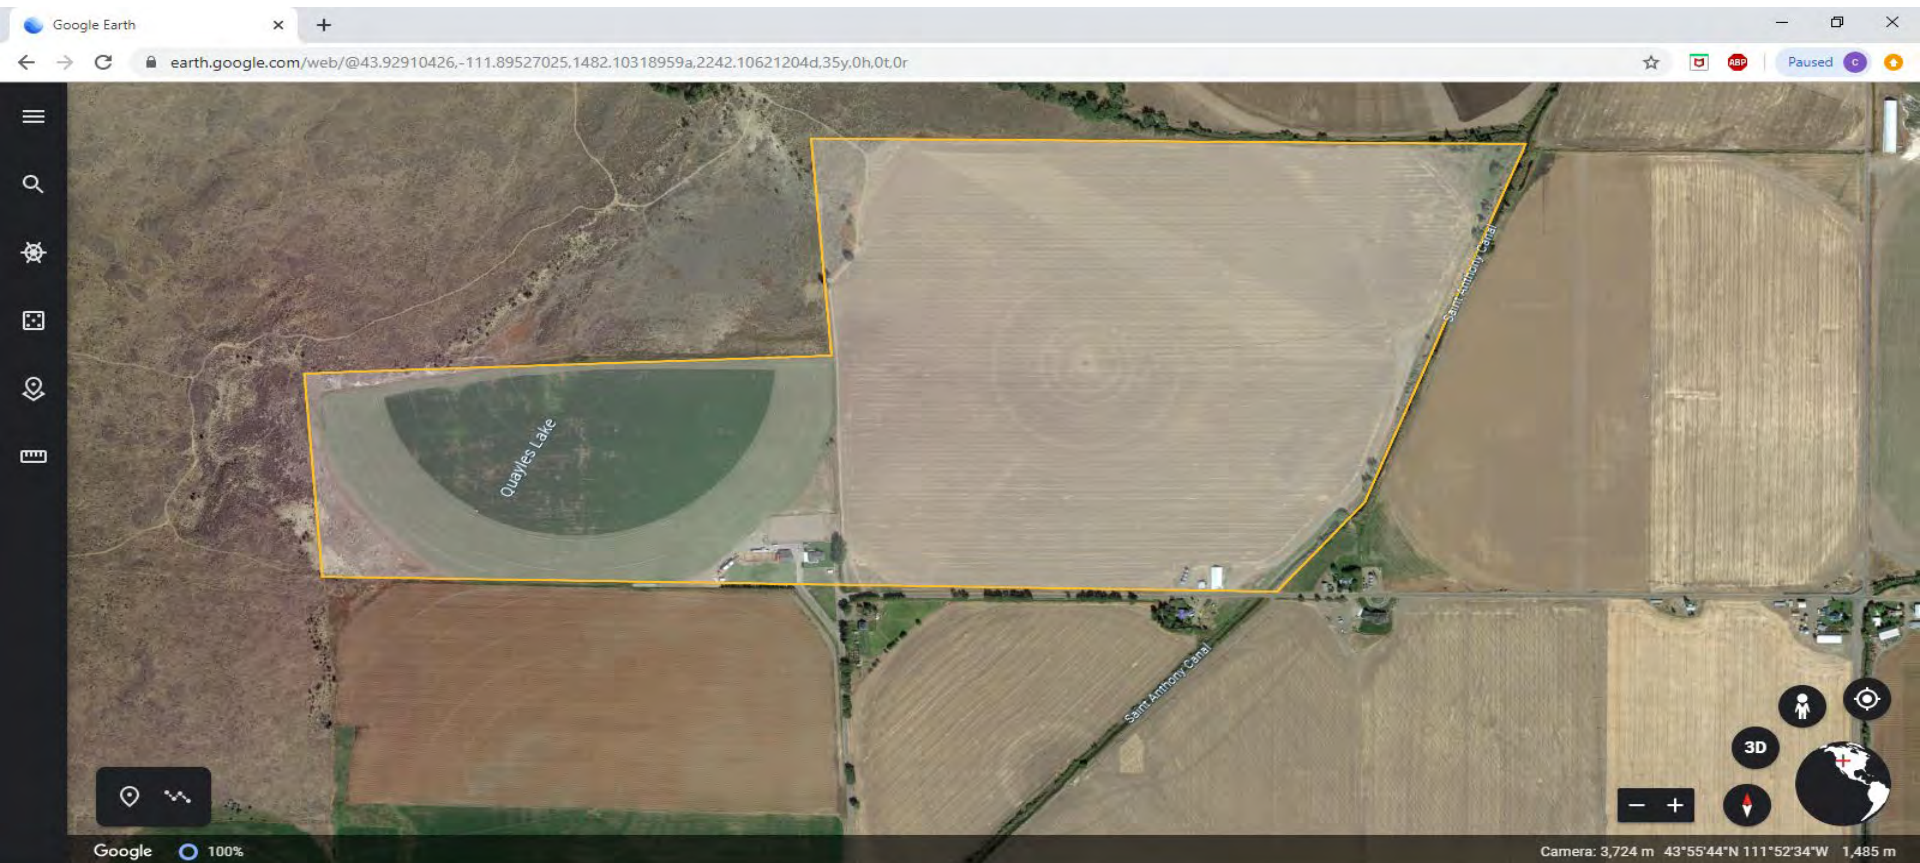 Google Earth
earth.google.com/web/@43.92910426,-111.89527025,1482.10318959a,2242.10621204d,35y,0h,0t,0r
ABP
Paused
C
Saint Anthony Canal
Quayles Lake
Saint Anthony Canal
3D
Google
100%
Camera: 3,724 m 43°55'44"N 111°52'34"W 1,485 m